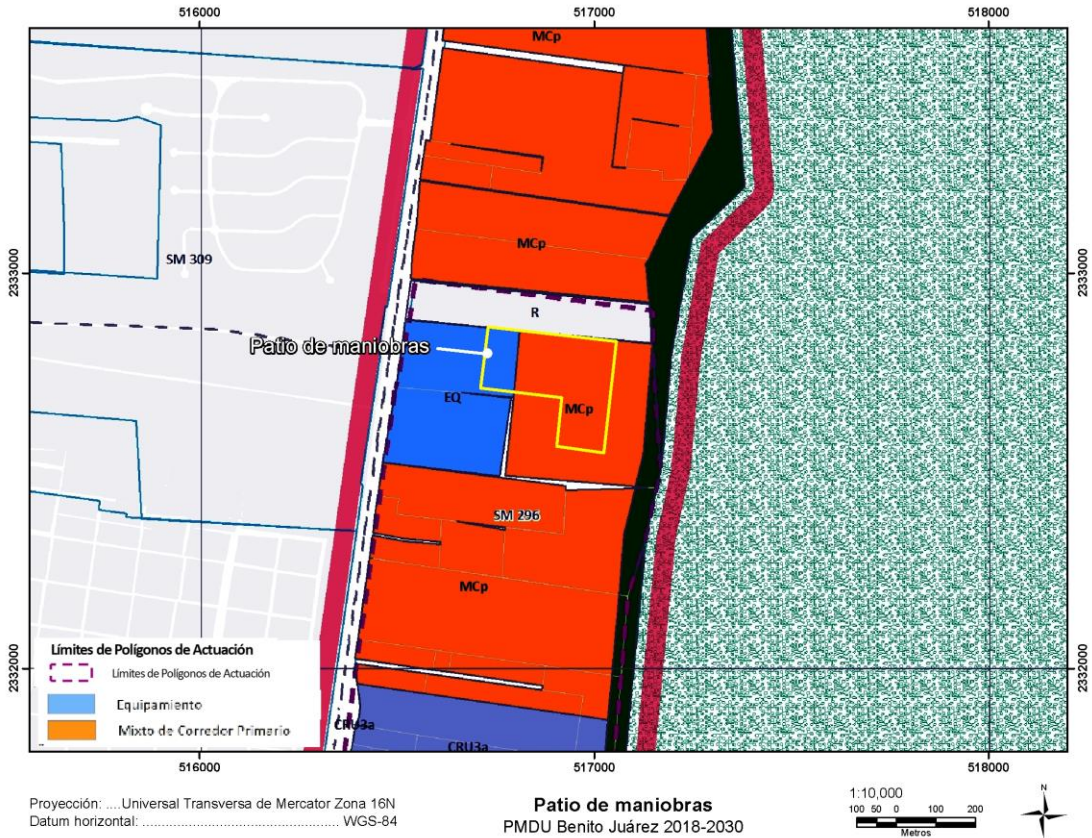 516000
517000
518000
MCp
SM 309
MCp
2333000
2333000
R
Patio de maniobras
EQ
MCp
SM 296
MCp
2332000
2332000
Límites de Polígonos de Actuación
Límites de Polígonos de Actuación
Equipamiento
Mixto de Corredor Primario
CRU3a
CRU3a
516000
517000
518000
Proyección: ....Universal Transversa de Mercator Zona 16N
Datum horizontal: ................................................ WGS-84
Patio de maniobras
PMDU Benito Juárez 2018-2030
1:10,000
100 50 0 100 200
Metros
N